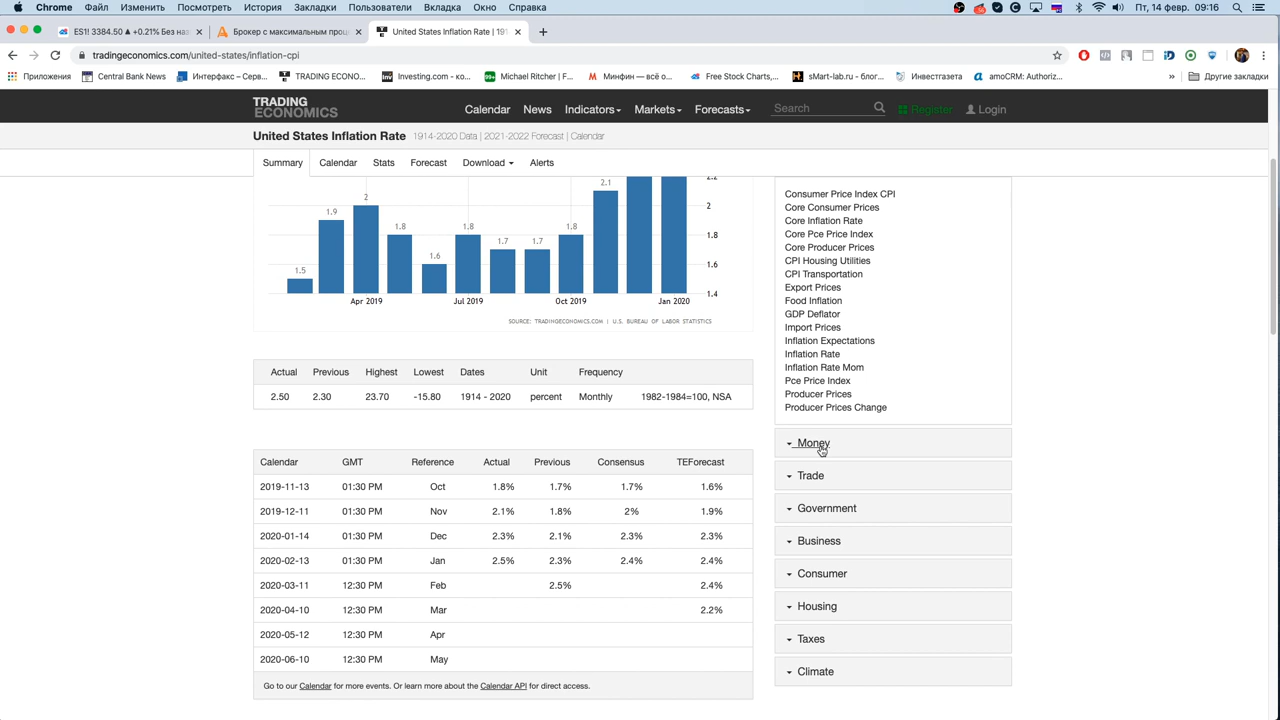 Chrome Файл Изменить Посмотреть История Закладки Пользователи Вкладка Окно Справка Пт, 14 февр. 09:16
ES1! 3384.50 ▲ +0.21% Без на Брокер с максимальным проц United States Inflation Rate | 191
tradingeconomics.com/united-states/inflation-cpi
Приложения Central Bank News Интерфакс – Серв... TRADING ECONO... Investing.com - ко... Michael Ritcher | F... Минфин — всё о... Free Stock Charts,... sMart-lab.ru - блог... Инвестгазета amoCRM: Authoriz... » Другие закладки
TRADING
ECONOMICS
Calendar News Indicators Markets Forecasts Search Register Login
United States Inflation Rate 1914-2020 Data | 2021-2022 Forecast | Calendar
Summary Calendar Stats Forecast Download Alerts
2.2
2.1
2
2
1.9
1.8
1.8
1.8
1.8
1.7
1.7
1.6
1.6
1.5
1.4
Apr 2019 Jul 2019 Oct 2019 Jan 2020
SOURCE: TRADINGECONOMICS.COM | U.S. BUREAU OF LABOR STATISTICS
Actual Previous Highest Lowest Dates Unit Frequency
2.50 2.30 23.70 -15.80 1914 - 2020 percent Monthly 1982-1984=100, NSA
Calendar GMT Reference Actual Previous Consensus TEForecast
2019-11-13 01:30 PM Oct 1.8% 1.7% 1.7% 1.6%
2019-12-11 01:30 PM Nov 2.1% 1.8% 2% 1.9%
2020-01-14 01:30 PM Dec 2.3% 2.1% 2.3% 2.3%
2020-02-13 01:30 PM Jan 2.5% 2.3% 2.4% 2.4%
2020-03-11 12:30 PM Feb 2.5% 2.4%
2020-04-10 12:30 PM Mar 2.2%
2020-05-12 12:30 PM Apr
2020-06-10 12:30 PM May
Go to our Calendar for more events. Or learn more about the Calendar API for direct access.
Consumer Price Index CPI
Core Consumer Prices
Core Inflation Rate
Core Pce Price Index
Core Producer Prices
CPI Housing Utilities
CPI Transportation
Export Prices
Food Inflation
GDP Deflator
Import Prices
Inflation Expectations
Inflation Rate
Inflation Rate Mom
Pce Price Index
Producer Prices
Producer Prices Change
Money
Trade
Government
Business
Consumer
Housing
Taxes
Climate